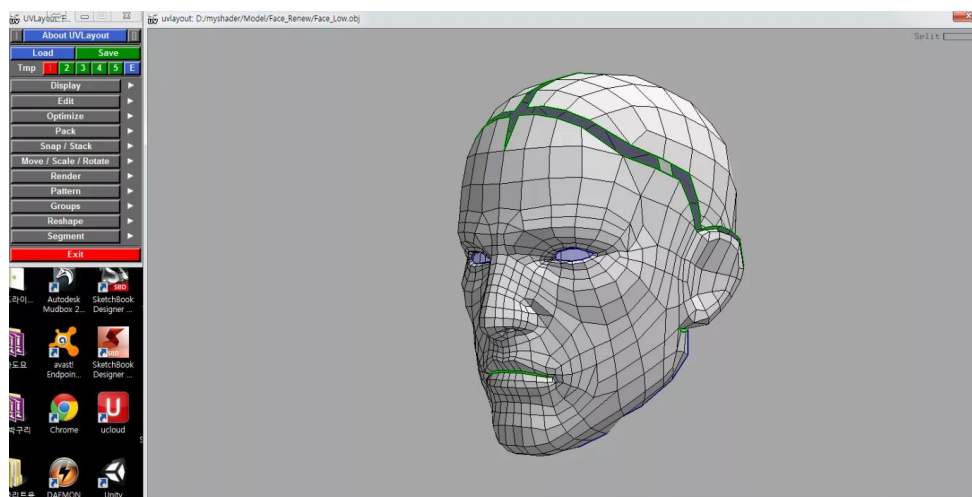 uvlayout: D:/myshader/Model/Face_Renew/Face_Low.obj
Split
About UVLayout
Load Save
Tmp 1 2 3 4 5 E
Display
Edit
Optimize
Pack
Snap / Stack
Move / Scale / Rotate
Render
Pattern
Groups
Reshape
Segment
Exit
SBD
Autodesk
Mudbox 2...
SketchBook
Designer ...
avast!
Endpoin...
SketchBook
Designer ...
Chrome
ucloud
DAEMON
Unity